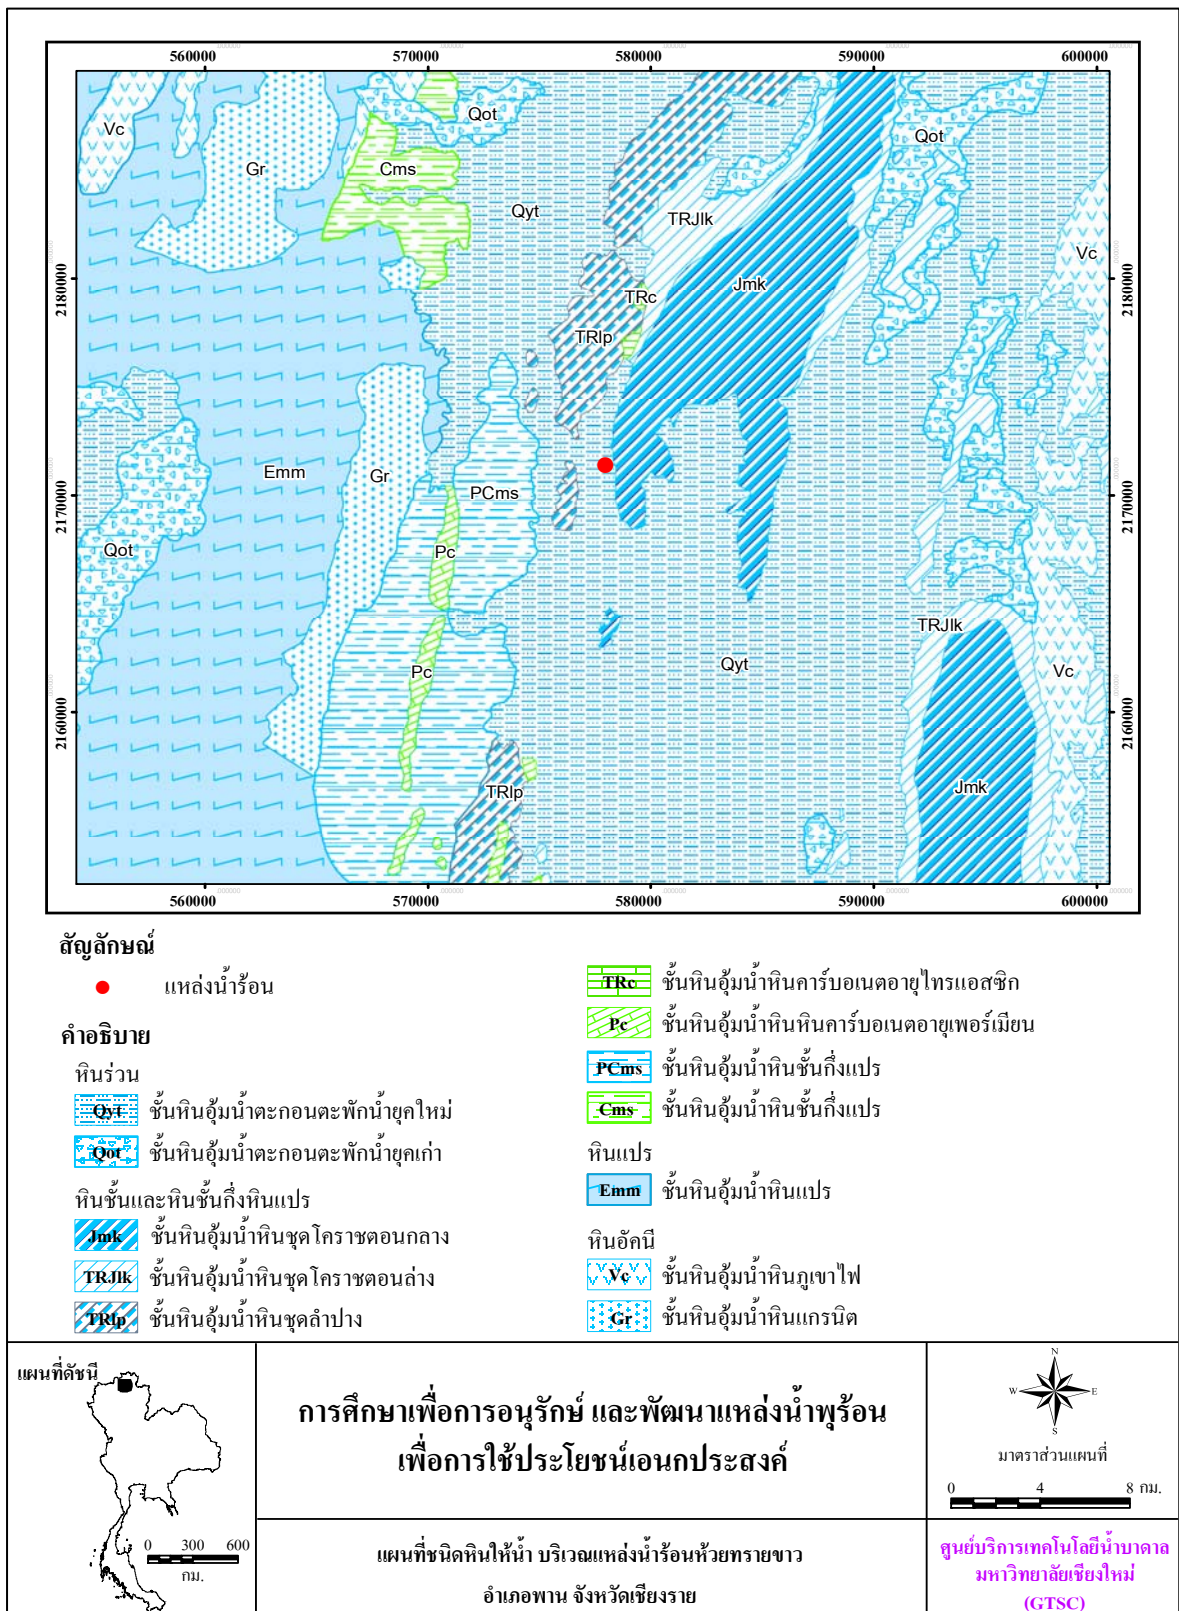 560000 570000 580000 590000 600000
Vc
Qot
Gr
Cms
Qot
Qyt
TRJlk
Vc
2180000
2180000
TRc
Jmk
TRlp
Emm
Gr
PCms
2170000
2170000
Qot
Pc
TRJlk
Qyt
Pc
Vc
2160000
2160000
TRlp
Jmk
560000 570000 580000 590000 600000
สัญลักษณ์
แหล่งน้ำร้อน
คำอธิบาย
หินร่วน
Qyt ชั้นหินอุ้มน้ำตะกอนตะพักน้ำยุคใหม่
Qot ชั้นหินอุ้มน้ำตะกอนตะพักน้ำยุคเก่า
หินชั้นและหินชั้นกึ่งหินแปร
Jmk ชั้นหินอุ้มน้ำหินชุดโคราชตอนกลาง
TRJlk ชั้นหินอุ้มน้ำหินชุดโคราชตอนล่าง
TRlp ชั้นหินอุ้มน้ำหินชุดลำปาง
TRc ชั้นหินอุ้มน้ำหินคาร์บอเนตอายุไทรแอสซิก
Pc ชั้นหินอุ้มน้ำหินหินคาร์บอเนตอายุเพอร์เมียน
PCms ชั้นหินอุ้มน้ำหินชั้นกึ่งแปร
Cms ชั้นหินอุ้มน้ำหินชั้นกึ่งแปร
หินแปร
Emm ชั้นหินอุ้มน้ำหินแปร
หินอัคนี
Vc ชั้นหินอุ้มน้ำหินภูเขาไฟ
Gr ชั้นหินอุ้มน้ำหินแกรนิต
แผนที่ดัชนี
0 300 600
กม.
การศึกษาเพื่อการอนุรักษ์ และพัฒนาแหล่งน้ำพุร้อน
เพื่อการใช้ประโยชน์เอนกประสงค์
แผนที่ชนิดหินให้น้ำ บริเวณแหล่งน้ำร้อนห้วยทรายขาว
อำเภอพาน จังหวัดเชียงราย
N
W E
S
มาตราส่วนแผนที่
0 4 8 กม.
ศูนย์บริการเทคโนโลยีน้ำบาดาล
มหาวิทยาลัยเชียงใหม่
(GTSC)